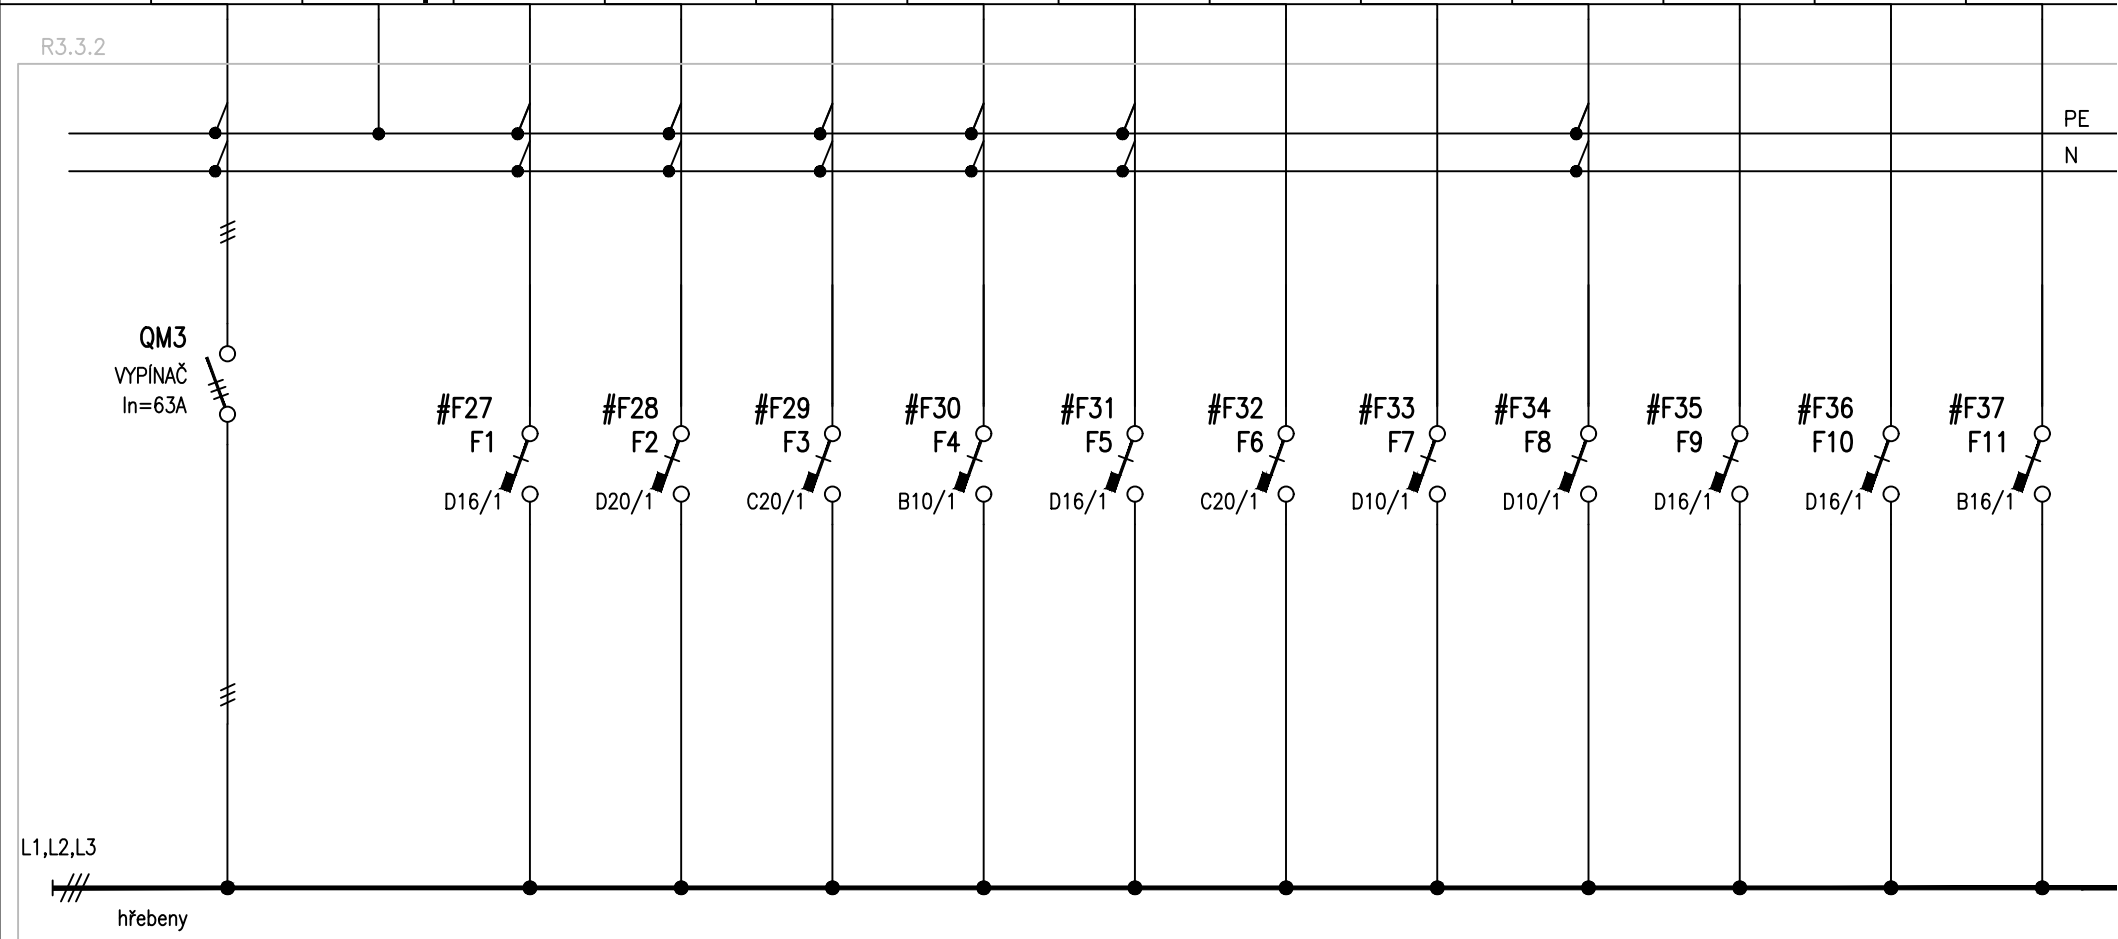 R3.3.2
PE
N
QM3
VYPÍNAČ
In=63A
#F27
F1
D16/1
#F28
F2
D20/1
#F29
F3
C20/1
#F30
F4
B10/1
#F31
F5
D16/1
#F32
F6
C20/1
#F33
F7
D10/1
#F34
F8
D10/1
#F35
F9
D16/1
#F36
F10
D16/1
#F37
F11
B16/1
L1,L2,L3
hřebeny